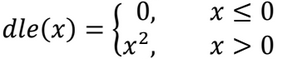 dle(x) = { 0, x ≤ 0
x², x > 0